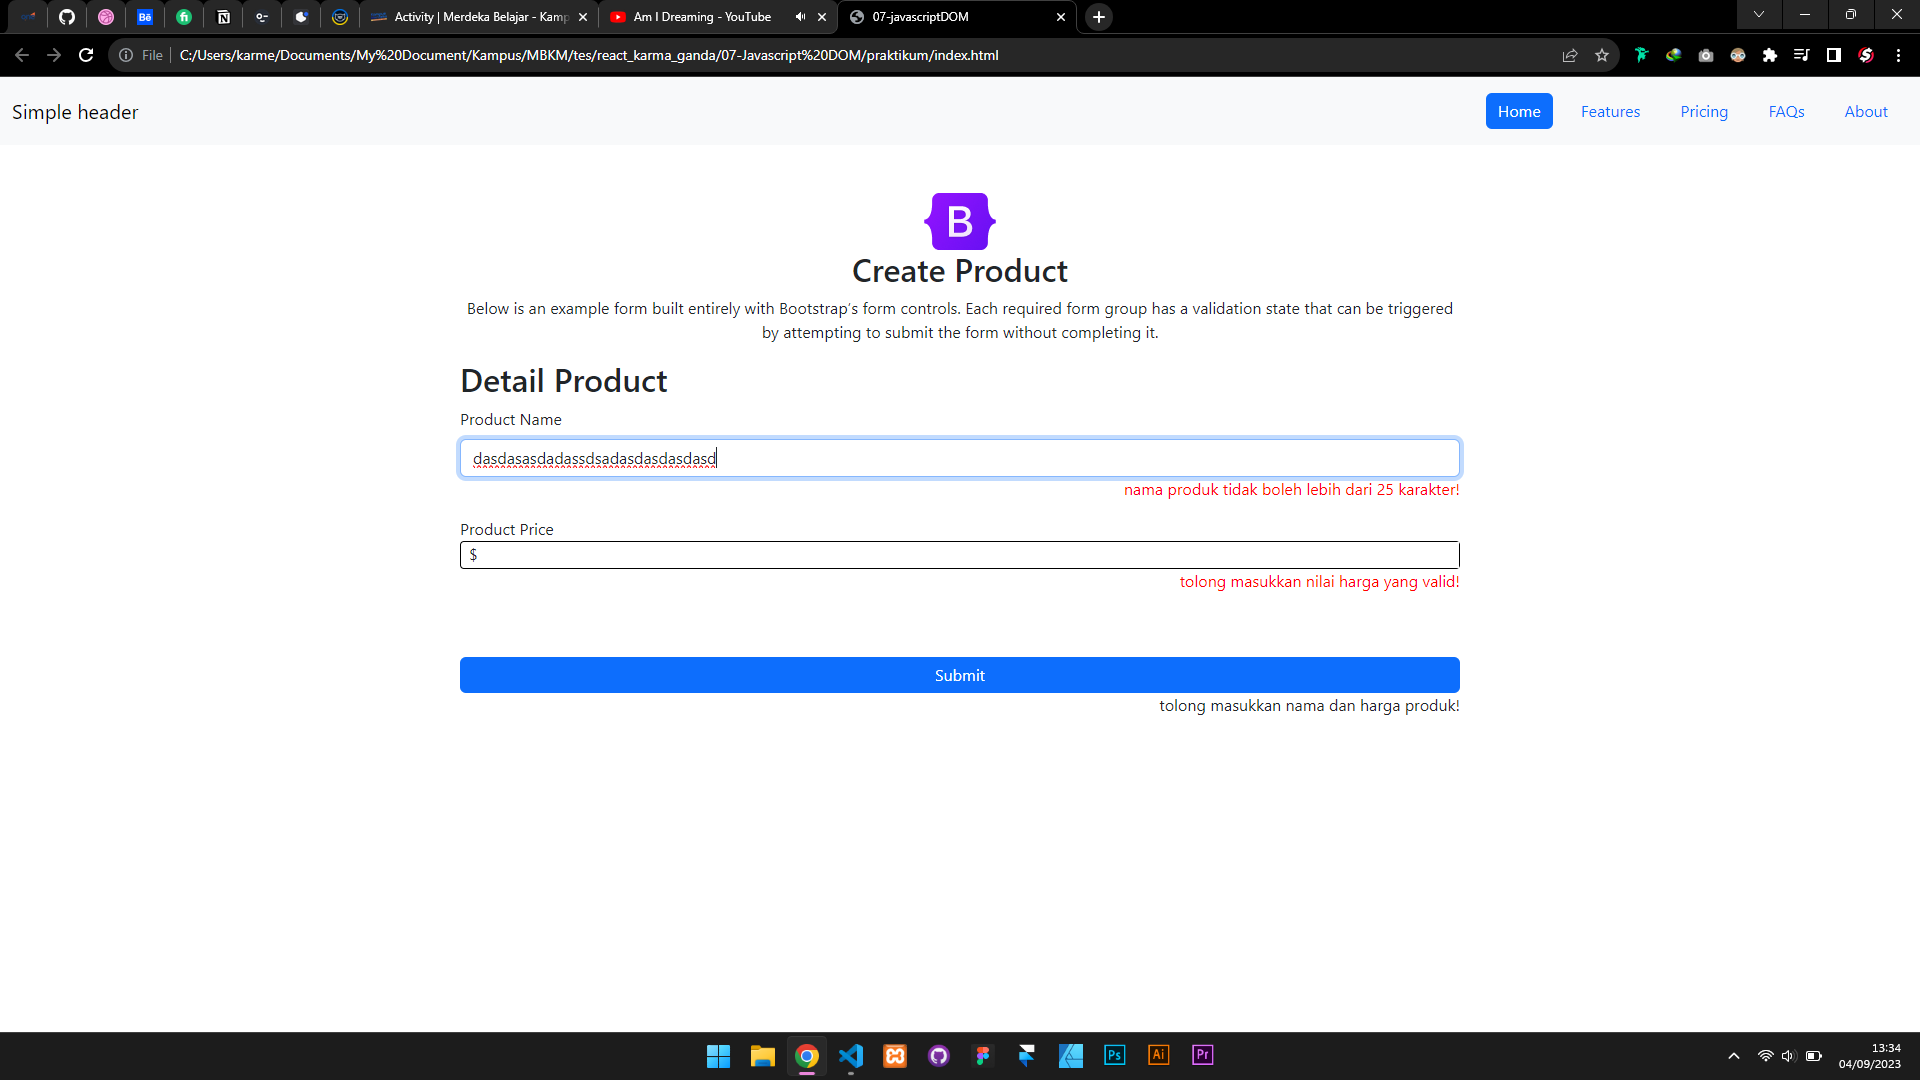 Activity | Merdeka Belajar - Kamp
Am I Dreaming - YouTube
07-javascriptDOM
File
C:/Users/karme/Documents/My%20Document/Kampus/MBKM/tes/react_karma_ganda/07-Javascript%20DOM/praktikum/index.html
Simple header
Home
Features
Pricing
FAQs
About
B
Create Product
Below is an example form built entirely with Bootstrap’s form controls. Each required form group has a validation state that can be triggered
by attempting to submit the form without completing it.
Detail Product
Product Name
dasdasasdadassdsadasdasdasdasd
nama produk tidak boleh lebih dari 25 karakter!
Product Price
$
tolong masukkan nilai harga yang valid!
Submit
tolong masukkan nama dan harga produk!
Ps
Ai
Pr
13:34
04/09/2023